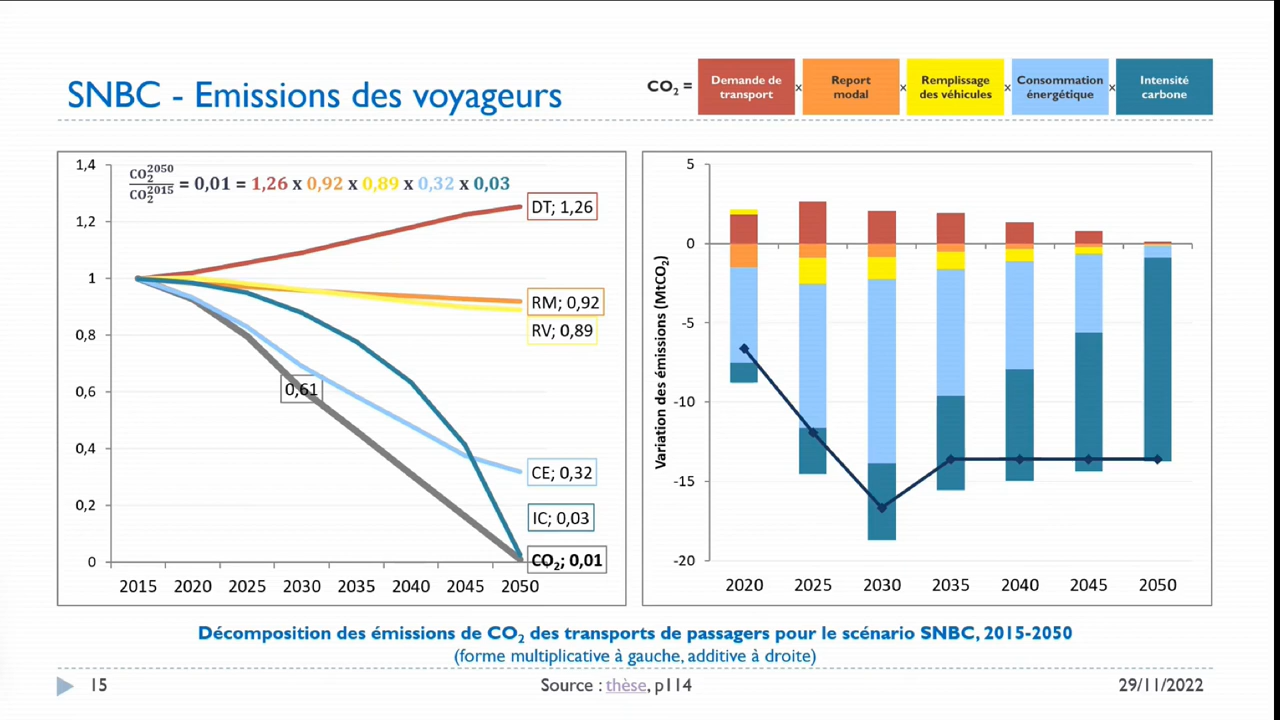 SNBC - Emissions des voyageurs
CO2 =
Demande de
transport
x
Report
modal
x
Remplissage
des véhicules
x
Consommation
énergétique
x
Intensité
carbone
CO2^2050 / CO2^2015 = 0,01 = 1,26 x 0,92 x 0,89 x 0,32 x 0,03
1,4
1,2
1
0,8
0,6
0,4
0,2
0
DT; 1,26
RM; 0,92
RV; 0,89
0,61
CE; 0,32
IC; 0,03
CO2; 0,01
2015 2020 2025 2030 2035 2040 2045 2050
Variation des émissions (MtCO2)
5
0
-5
-10
-15
-20
2020 2025 2030 2035 2040 2045 2050
Décomposition des émissions de CO2 des transports de passagers pour le scénario SNBC, 2015-2050
(forme multiplicative à gauche, additive à droite)
15
Source : thèse, p114
29/11/2022